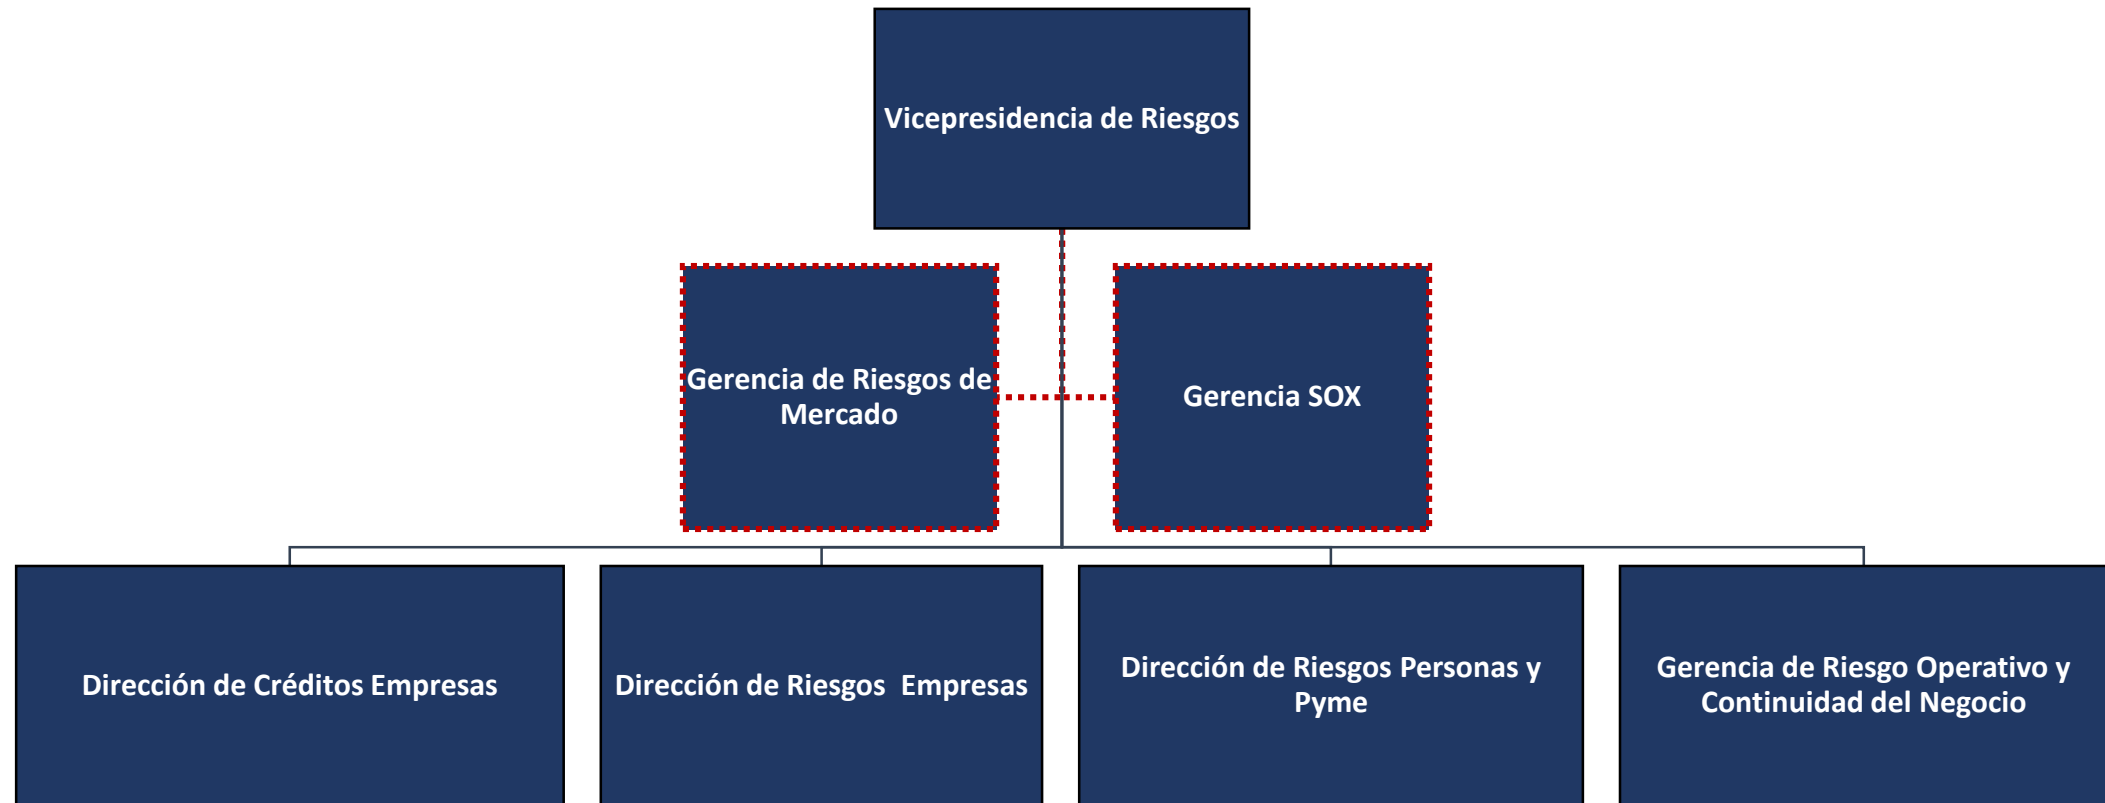 Vicepresidencia de Riesgos
Gerencia de Riesgos de
Mercado
Gerencia SOX
Dirección de Créditos Empresas
Dirección de Riesgos  Empresas
Dirección de Riesgos Personas y
Pyme
Gerencia de Riesgo Operativo y
Continuidad del Negocio